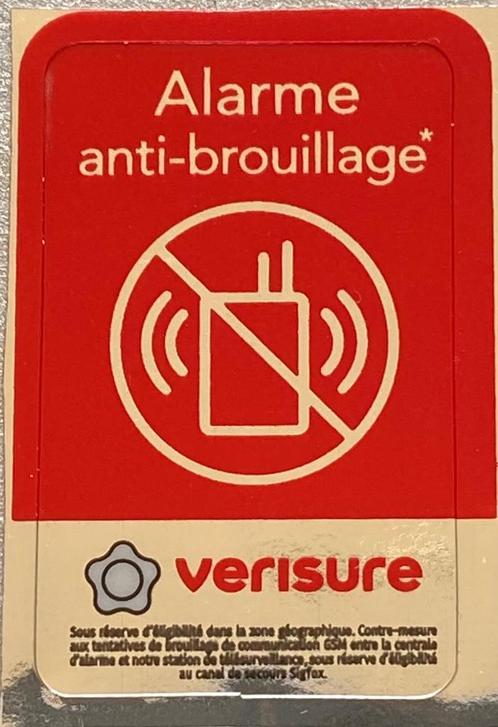 Alarme
anti-brouillage*
verisure
Sous réserve d'éligibilité dans la zone géographique. Contre-mesure
aux tentatives de brouillage de communication GSM entre la centrale
d'alarme et notre station de télésurveillance, sous réserve d'éligibilité
au canal de secours Sigfox.